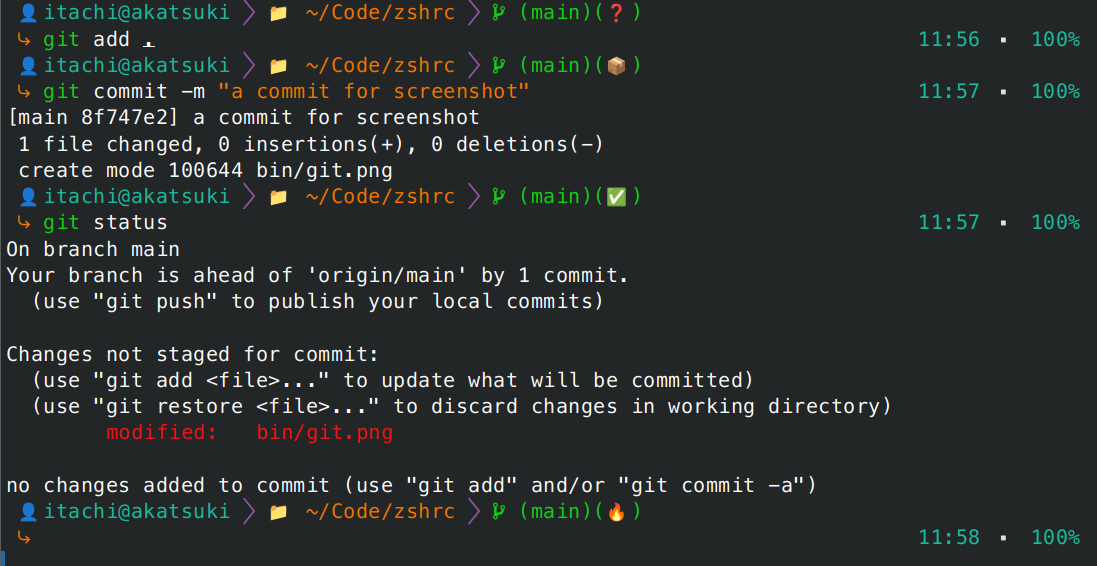 👤 itachi@akatsuki > 📁 ~/Code/zshrc > (main)(❓)
⤷ git add . 11:56 ▪ 100%
👤 itachi@akatsuki > 📁 ~/Code/zshrc > (main)(📦)
⤷ git commit -m "a commit for screenshot" 11:57 ▪ 100%
[main 8f747e2] a commit for screenshot
 1 file changed, 0 insertions(+), 0 deletions(-)
 create mode 100644 bin/git.png
👤 itachi@akatsuki > 📁 ~/Code/zshrc > (main)(✅)
⤷ git status 11:57 ▪ 100%
On branch main
Your branch is ahead of 'origin/main' by 1 commit.
  (use "git push" to publish your local commits)

Changes not staged for commit:
  (use "git add <file>..." to update what will be committed)
  (use "git restore <file>..." to discard changes in working directory)
        modified:   bin/git.png

no changes added to commit (use "git add" and/or "git commit -a")
👤 itachi@akatsuki > 📁 ~/Code/zshrc > (main)(🔥)
⤷ 11:58 ▪ 100%